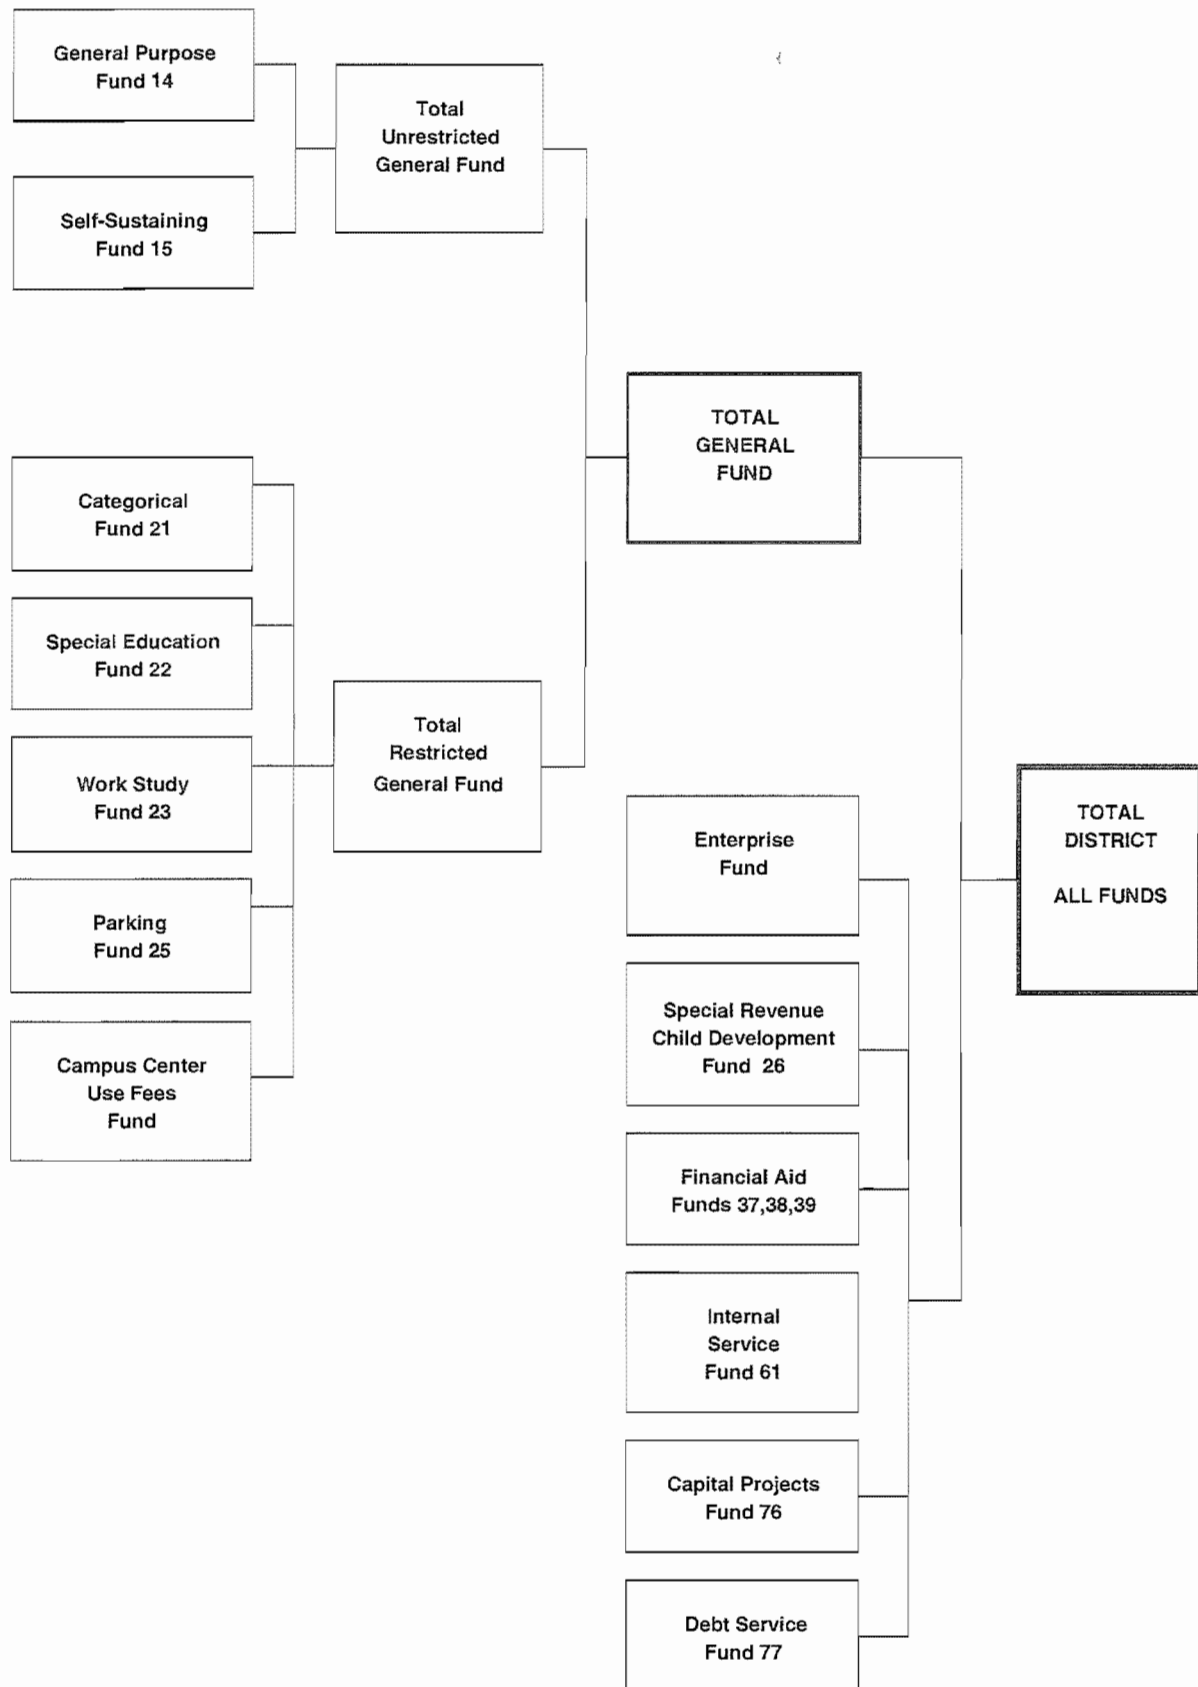 General Purpose
Fund 14
Total
Unrestricted
General Fund
Self-Sustaining
Fund 15
TOTAL
GENERAL
FUND
Categorical
Fund 21
Special Education
Fund 22
Total
Restricted
General Fund
Work Study
Fund 23
Parking
Fund 25
Campus Center
Use Fees
Fund
Enterprise
Fund
Special Revenue
Child Development
Fund 26
Financial Aid
Funds 37,38,39
Internal
Service
Fund 61
Capital Projects
Fund 76
Debt Service
Fund 77
TOTAL
DISTRICT
ALL FUNDS